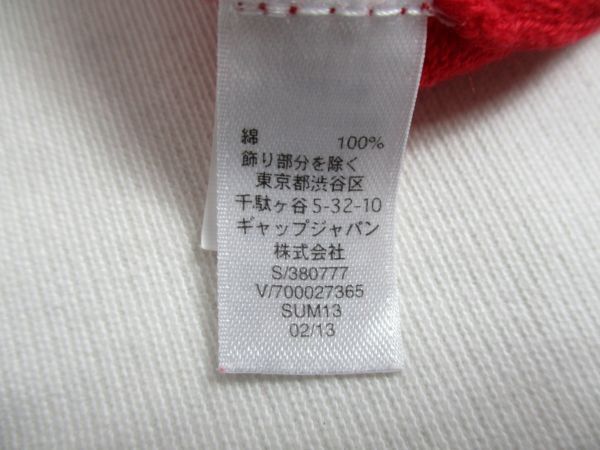 綿 100%
飾り部分を除く
東京都渋谷区
千駄ヶ谷5-32-10
ギャップジャパン
株式会社
S/380777
V/700027365
SUM13
02/13